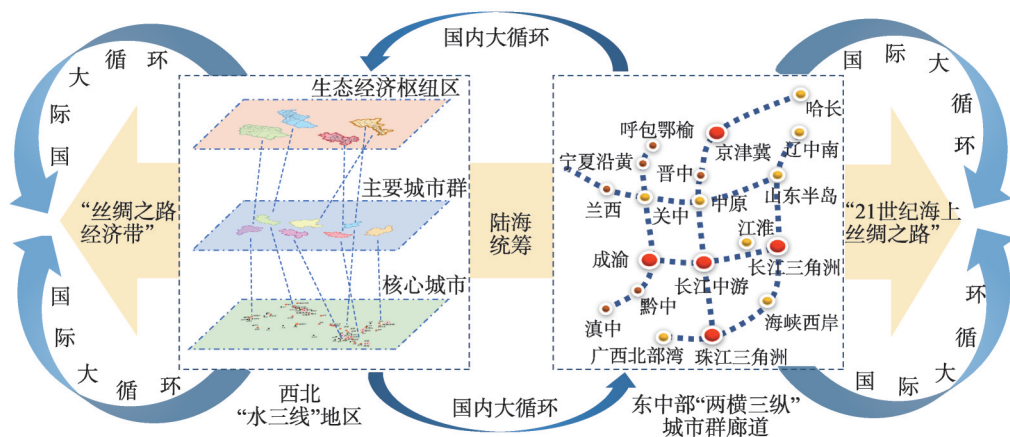 国内大循环
国际大循环
国际大循环
生态经济枢纽区
哈长
呼包鄂榆
京津冀
辽中南
宁夏沿黄
晋中
主要城市群
兰西
关中
中原
山东半岛
“丝绸之路
经济带”
陆海
统筹
江淮
“21世纪海上
丝绸之路”
成渝
长江中游
长江三角洲
核心城市
黔中
滇中
海峡西岸
广西北部湾
珠江三角洲
国际大循环
国际大循环
西北
“水三线”地区
国内大循环
东中部“两横三纵”
城市群廊道